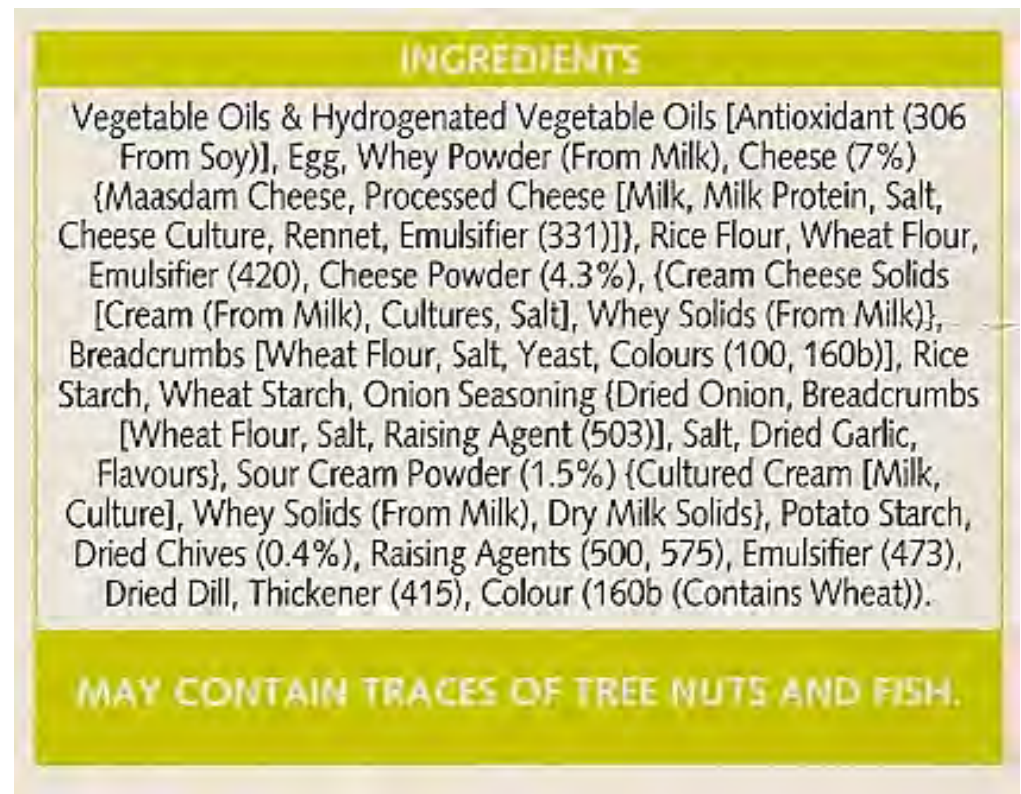 INGREDIENTS
Vegetable Oils & Hydrogenated Vegetable Oils [Antioxidant (306
From Soy)], Egg, Whey Powder (From Milk), Cheese (7%)
{Maasdam Cheese, Processed Cheese [Milk, Milk Protein, Salt,
Cheese Culture, Rennet, Emulsifier (331)]}, Rice Flour, Wheat Flour,
Emulsifier (420), Cheese Powder (4.3%), {Cream Cheese Solids
[Cream (From Milk), Cultures, Salt], Whey Solids (From Milk)},
Breadcrumbs [Wheat Flour, Salt, Yeast, Colours (100, 160b)], Rice
Starch, Wheat Starch, Onion Seasoning {Dried Onion, Breadcrumbs
[Wheat Flour, Salt, Raising Agent (503)], Salt, Dried Garlic,
Flavours}, Sour Cream Powder (1.5%) {Cultured Cream [Milk,
Culture], Whey Solids (From Milk), Dry Milk Solids}, Potato Starch,
Dried Chives (0.4%), Raising Agents (500, 575), Emulsifier (473),
Dried Dill, Thickener (415), Colour (160b (Contains Wheat)).
MAY CONTAIN TRACES OF TREE NUTS AND FISH.